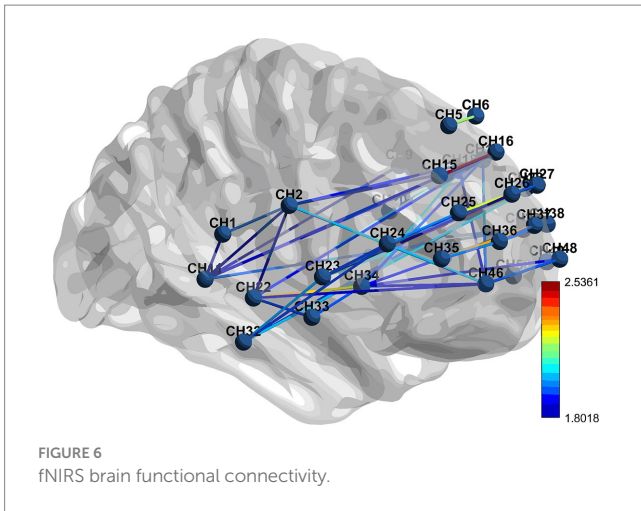 CH6
CH5
CH16
CH15
CH27
CH26
CH2
CH25
CH1
CH36
CH24
CH35
CH48
CH23
CH34
CH46
CH22
CH33
CH32
2.5361
1.8018
FIGURE 6
fNIRS brain functional connectivity.